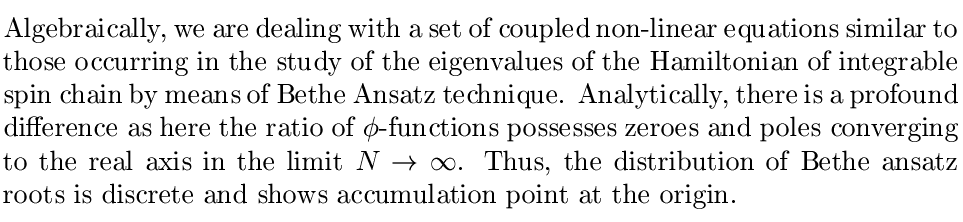 Algebraically, we are dealing with a set of coupled non-linear equations similar to
those occurring in the study of the eigenvalues of the Hamiltonian of integrable
spin chain by means of Bethe Ansatz technique. Analytically, there is a profound
difference as here the ratio of ϕ-functions possesses zeroes and poles converging
to the real axis in the limit N → ∞. Thus, the distribution of Bethe ansatz
roots is discrete and shows accumulation point at the origin.